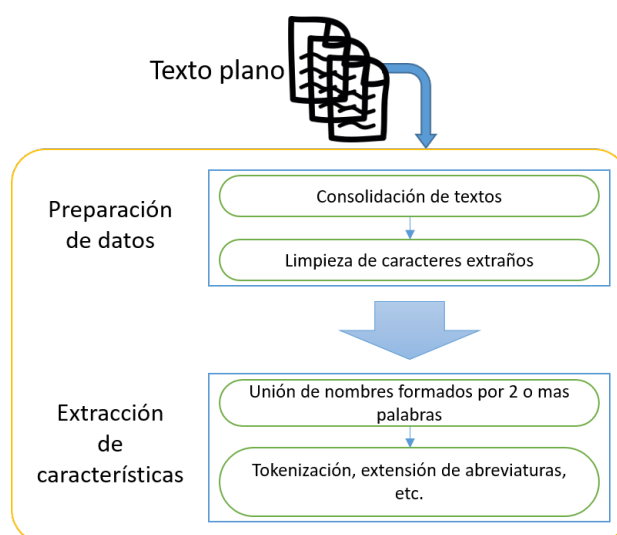 Texto plano
Preparación
de datos
Consolidación de textos
Limpieza de caracteres extraños
Extracción
de
características
Unión de nombres formados por 2 o mas
palabras
Tokenización, extensión de abreviaturas,
etc.